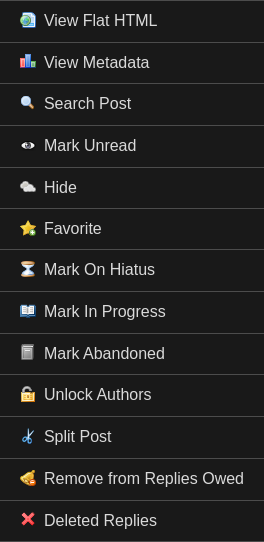 View Flat HTML
View Metadata
Search Post
Mark Unread
Hide
Favorite
Mark On Hiatus
Mark In Progress
Mark Abandoned
Unlock Authors
Split Post
Remove from Replies Owed
Deleted Replies